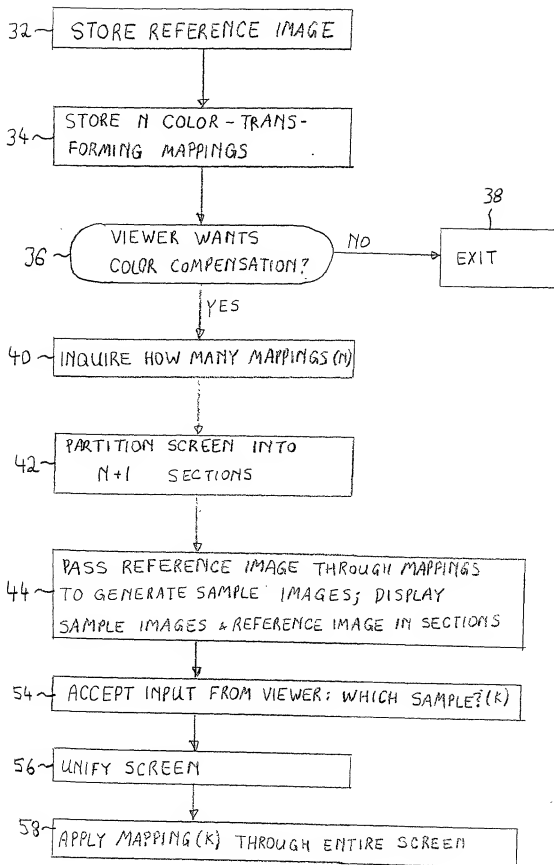 32 STORE REFERENCE IMAGE
34 STORE N COLOR-TRANS-
FORMING MAPPINGS
36 VIEWER WANTS
COLOR COMPENSATION?
NO
38
EXIT
YES
40 INQUIRE HOW MANY MAPPINGS(N)
42 PARTITION SCREEN INTO
N+1 SECTIONS
44 PASS REFERENCE IMAGE THROUGH MAPPINGS
TO GENERATE SAMPLE IMAGES; DISPLAY
SAMPLE IMAGES & REFERENCE IMAGE IN SECTIONS
54 ACCEPT INPUT FROM VIEWER: WHICH SAMPLE?(K)
56 UNIFY SCREEN
58 APPLY MAPPING(K) THROUGH ENTIRE SCREEN